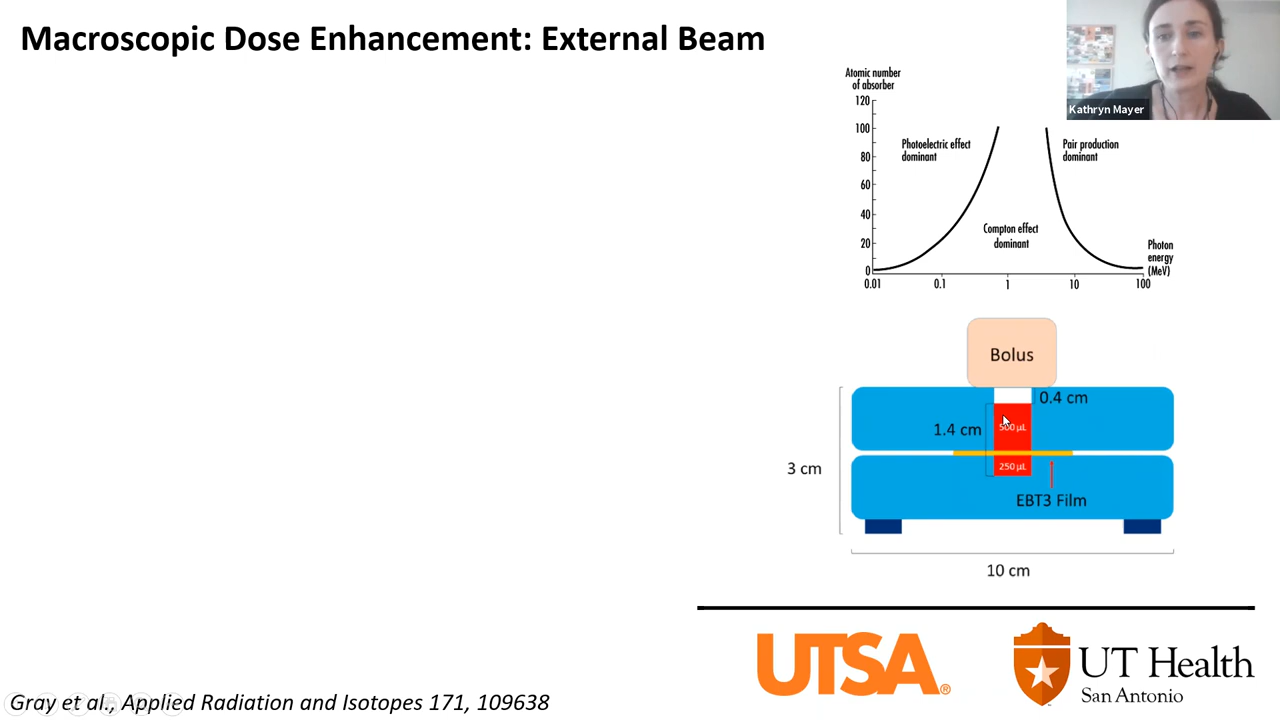 Macroscopic Dose Enhancement: External Beam
Kathryn Mayer
Atomic number
of absorber
120
100
80
60
40
20
0
Photoelectric effect
dominant
Pair production
dominant
Compton effect
dominant
Photon
energy
(MeV)
0.01 0.1 1 10 100
Bolus
0.4 cm
1.4 cm
500 µL
3 cm
250 µL
EBT3 Film
10 cm
UTSA®
UT Health
San Antonio
Gray et al., Applied Radiation and Isotopes 171, 109638